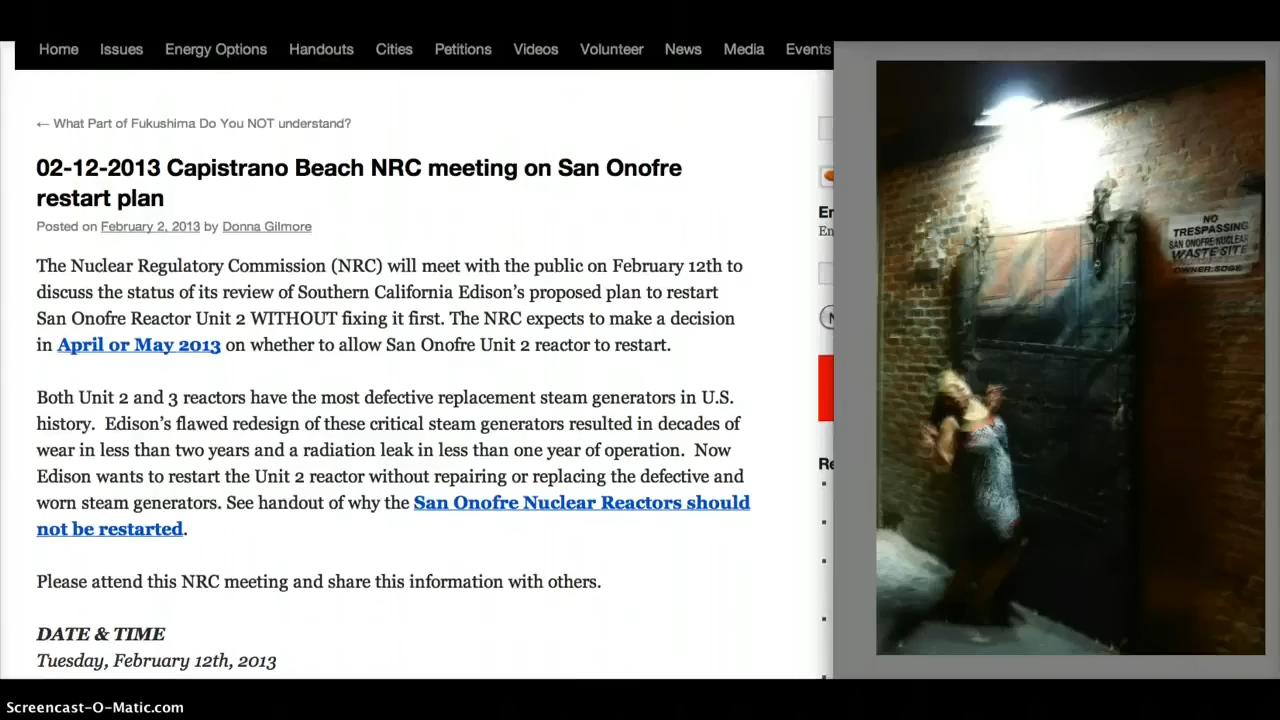 Home Issues Energy Options Handouts Cities Petitions Videos Volunteer News Media Events
← What Part of Fukushima Do You NOT understand?
02-12-2013 Capistrano Beach NRC meeting on San Onofre
restart plan
Posted on February 2, 2013 by Donna Gilmore
The Nuclear Regulatory Commission (NRC) will meet with the public on February 12th to
discuss the status of its review of Southern California Edison's proposed plan to restart
San Onofre Reactor Unit 2 WITHOUT fixing it first. The NRC expects to make a decision
in April or May 2013 on whether to allow San Onofre Unit 2 reactor to restart.
Both Unit 2 and 3 reactors have the most defective replacement steam generators in U.S.
history. Edison's flawed redesign of these critical steam generators resulted in decades of
wear in less than two years and a radiation leak in less than one year of operation. Now
Edison wants to restart the Unit 2 reactor without repairing or replacing the defective and
worn steam generators. See handout of why the San Onofre Nuclear Reactors should
not be restarted.
Please attend this NRC meeting and share this information with others.
DATE & TIME
Tuesday, February 12th, 2013
NO
TRESPASSING
SAN ONOFRE NUCLEAR
WASTE SITE
OWNER: SDGE
Screencast-O-Matic.com